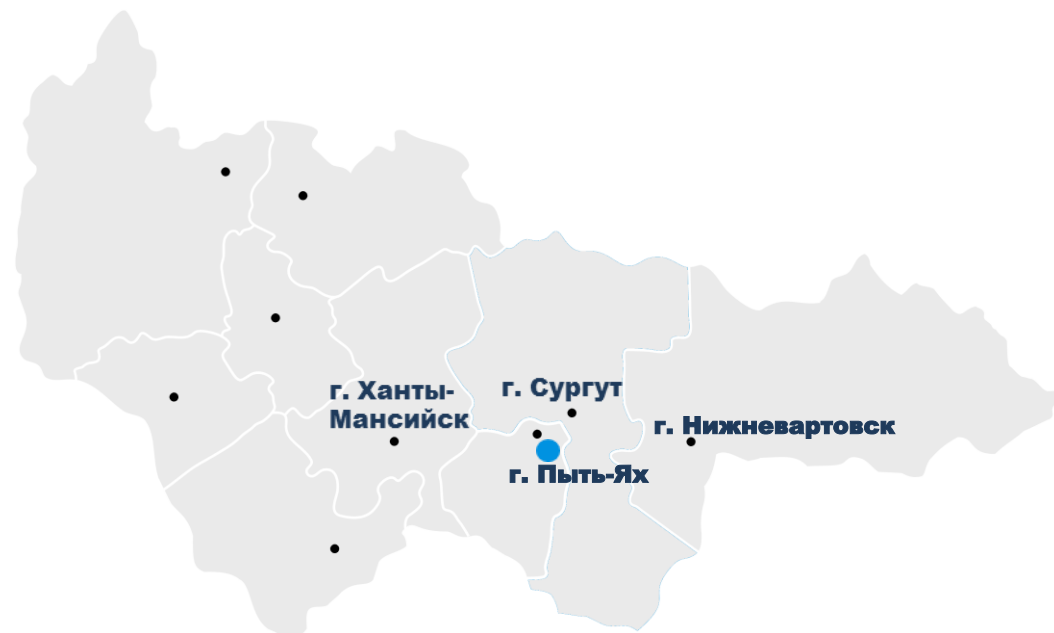 г. Ханты-
Мансийск
г. Сургут
г. Нижневартовск
г. Пыть-Ях